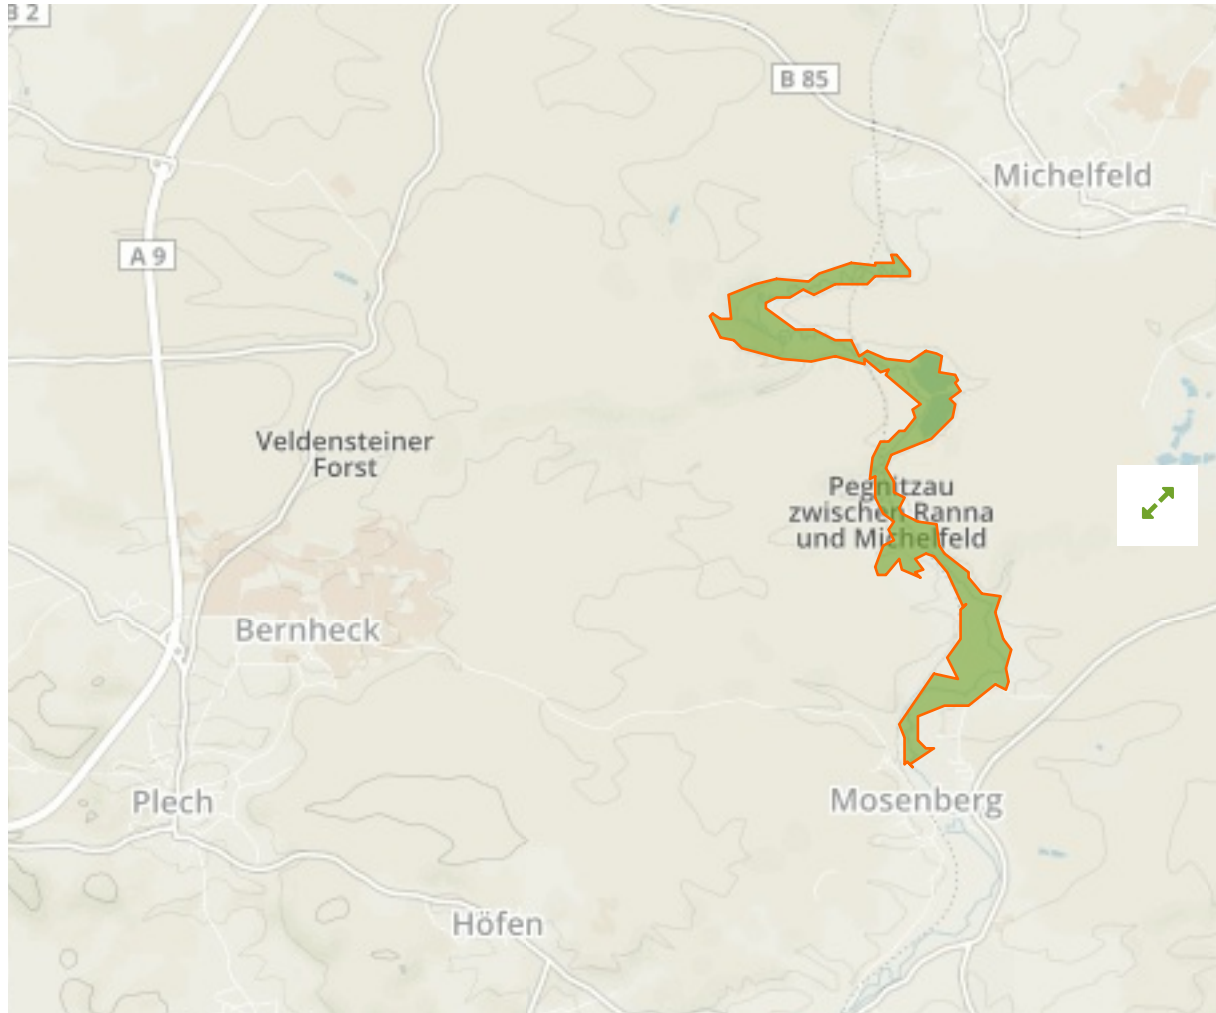 B 2
B 85
Michelfeld
A 9
Veldensteiner
Forst
Pegnitzau
zwischen Ranna
und Michelfeld
Bernheck
Plech
Mosenberg
Höfen